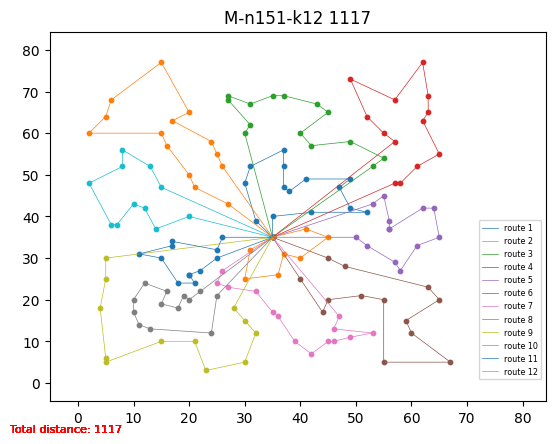 M-n151-k12 1117
80
70
60
50
40
30
20
10
0
route 1
route 2
route 3
route 4
route 5
route 6
route 7
route 8
route 9
route 10
route 11
route 12
0 10 20 30 40 50 60 70 80
Total distance: 1117